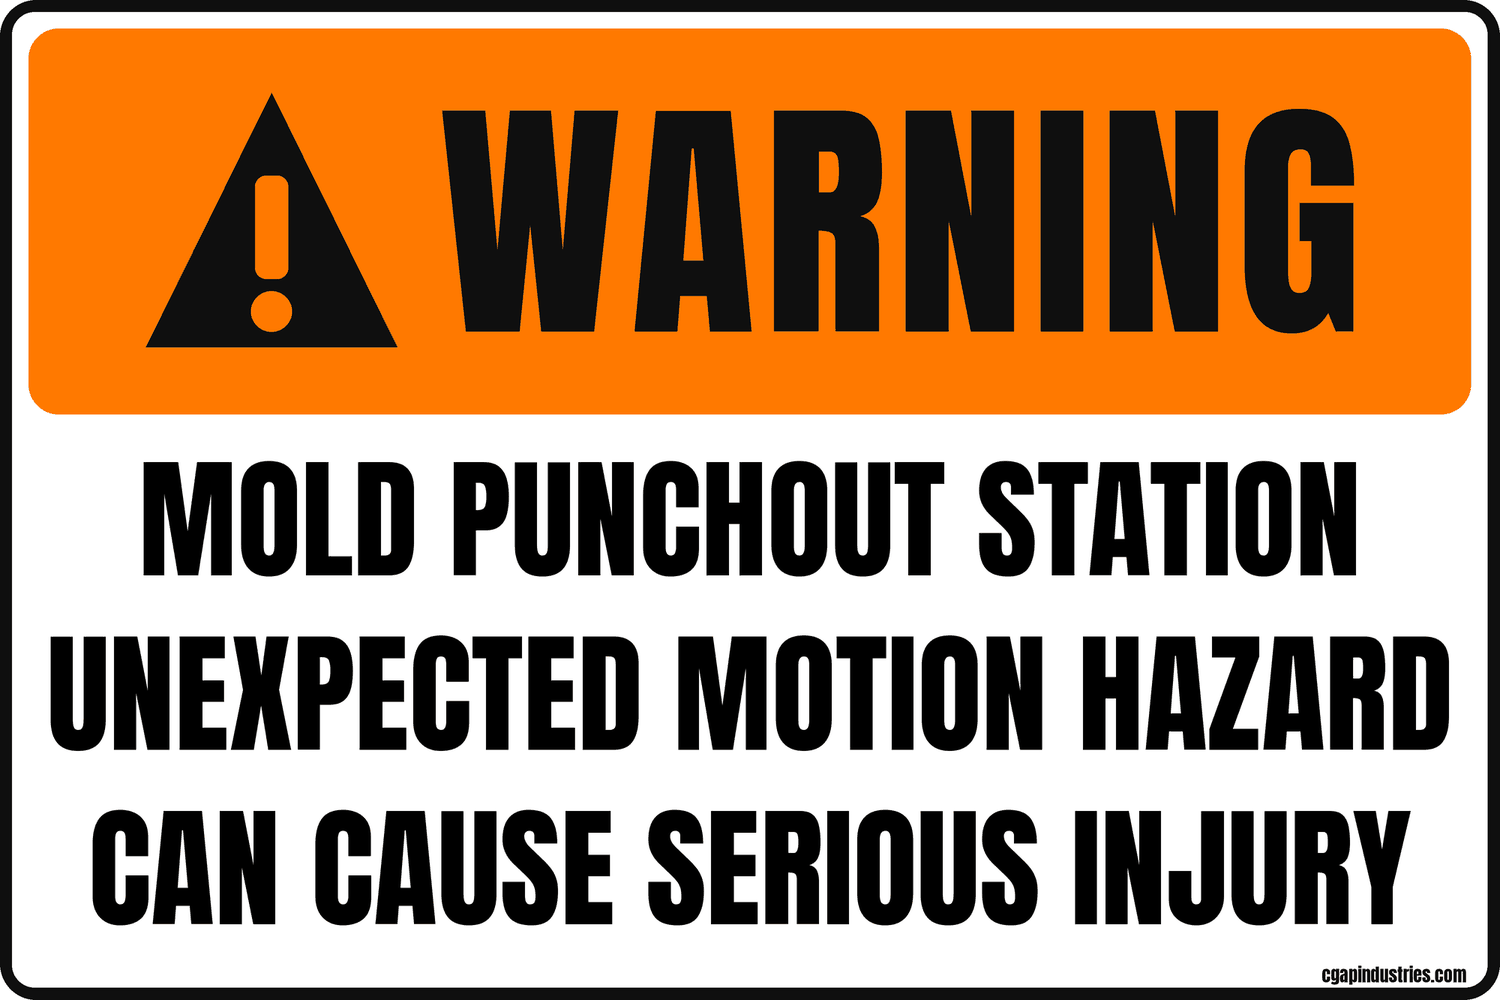 WARNING
MOLD PUNCHOUT STATION
UNEXPECTED MOTION HAZARD
CAN CAUSE SERIOUS INJURY
cgapindustries.com